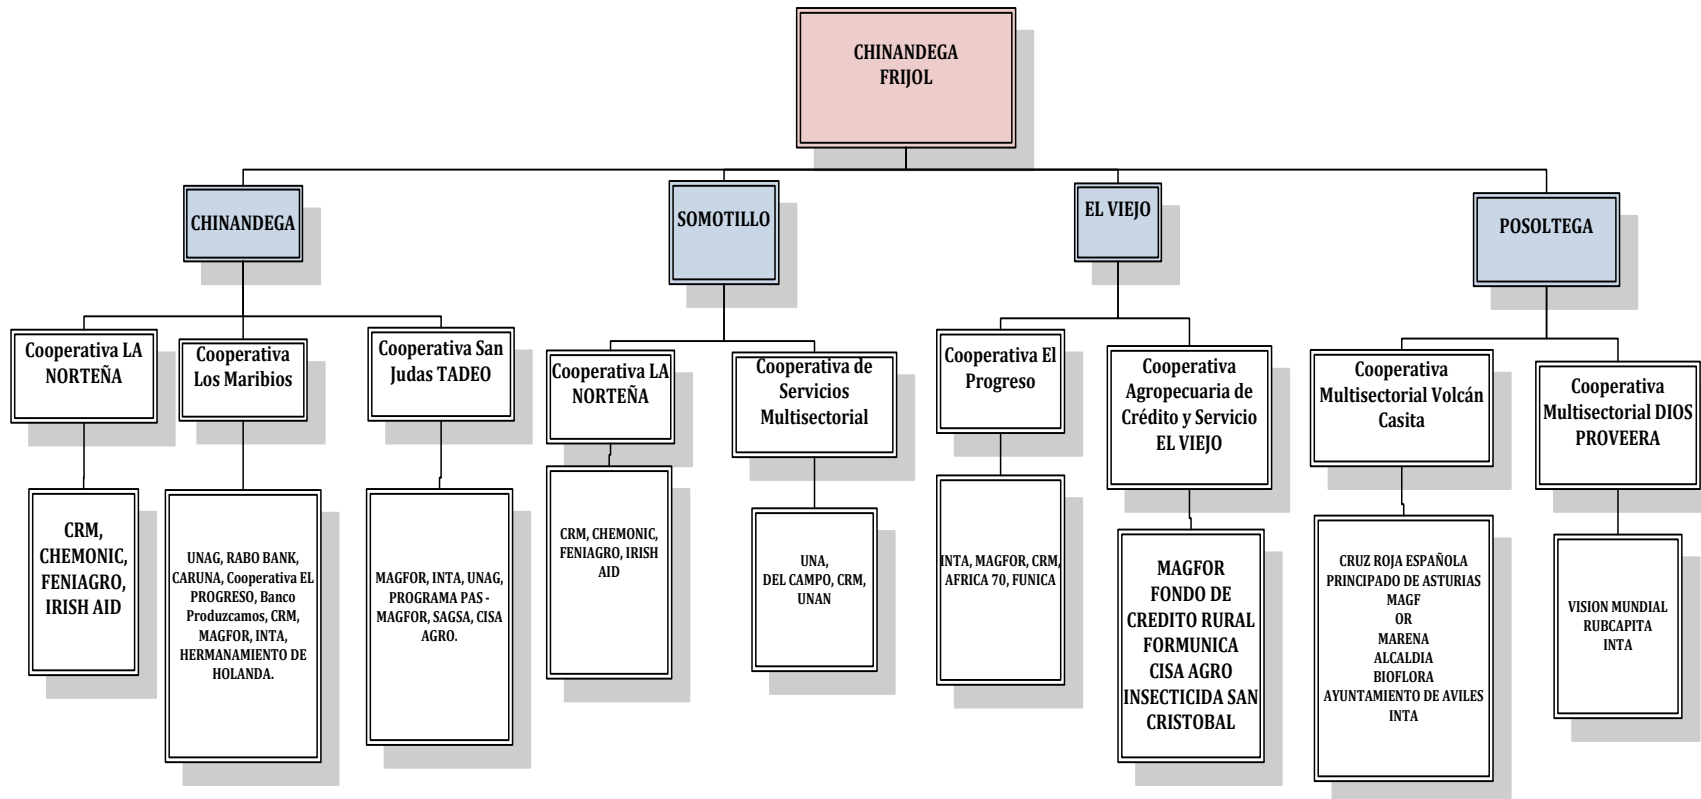 CHINANDEGA
FRIJOL
CHINANDEGA
SOMOTILLO
EL VIEJO
POSOLTEGA
Cooperativa LA
NORTEÑA
Cooperativa
Los Maribios
Cooperativa San
Judas TADEO
Cooperativa LA
NORTEÑA
Cooperativa de
Servicios
Multisectorial
Cooperativa El
Progreso
Cooperativa
Agropecuaria de
Crédito y Servicio
EL VIEJO
Cooperativa
Multisectorial Volcán
Casita
Cooperativa
Multisectorial DIOS
PROVEERA
CRM,
CHEMONIC,
FENIAGRO,
IRISH AID
UNAG, RABO BANK,
CARUNA, Cooperativa EL
PROGRESO, Banco
Produzcamos, CRM,
MAGFOR, INTA,
HERMANAMIENTO DE
HOLANDA.
MAGFOR, INTA, UNAG,
PROGRAMA PAS -
MAGFOR, SAGSA, CISA
AGRO.
CRM, CHEMONIC,
FENIAGRO, IRISH
AID
UNA,
DEL CAMPO, CRM,
UNAN
INTA, MAGFOR, CRM,
AFRICA 70, FUNICA
MAGFOR
FONDO DE
CREDITO RURAL
FORMUNICA
CISA AGRO
INSECTICIDA SAN
CRISTOBAL
CRUZ ROJA ESPAÑOLA
PRINCIPADO DE ASTURIAS
MAGF
OR
MARENA
ALCALDIA
BIOFLORA
AYUNTAMIENTO DE AVILES
INTA
VISION MUNDIAL
RUBCAPITA
INTA